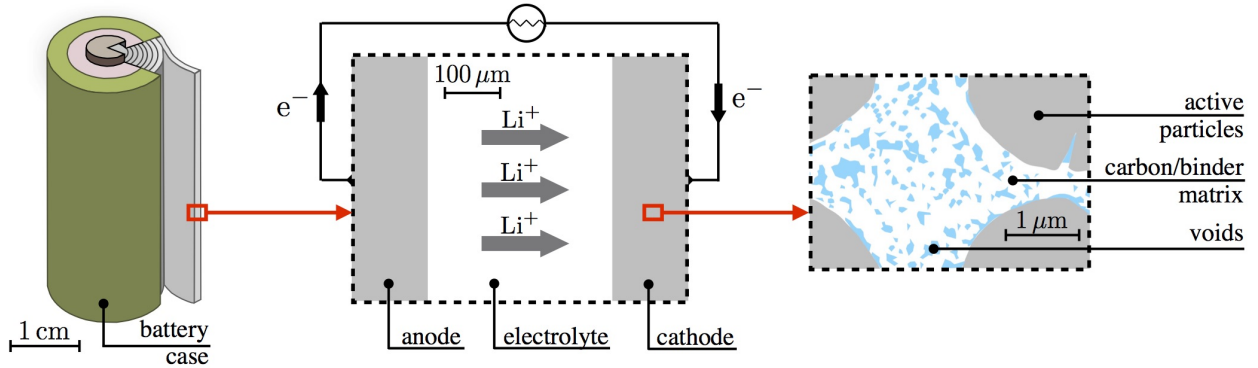 1 cm
battery
case
e⁻
100 μm
Li⁺
Li⁺
Li⁺
e⁻
anode
electrolyte
cathode
active
particles
carbon/binder
matrix
1 μm
voids